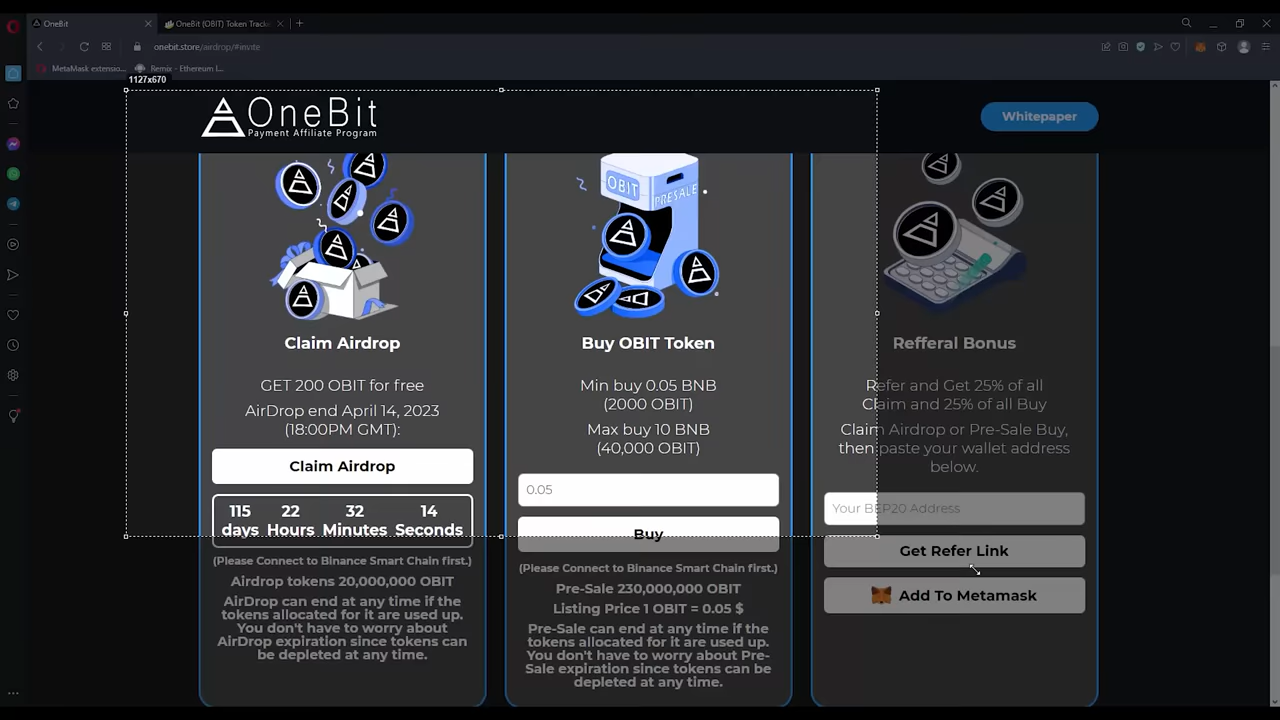 OneBit
OneBit (OBIT) Token Track
onebit.store/airdrop/#invite
MetaMask extensio...
Remix - Ethereum I...
1127x670
OneBit
Payment Affiliate Program
Whitepaper
OBIT
PRESALE
Claim Airdrop
GET 200 OBIT for free
AirDrop end April 14, 2023
(18:00PM GMT):
Claim Airdrop
115 22 32 14
days Hours Minutes Seconds
(Please Connect to Binance Smart Chain first.)
Airdrop tokens 20,000,000 OBIT
AirDrop can end at any time if the
tokens allocated for it are used up.
You don't have to worry about
AirDrop expiration since tokens can
be depleted at any time.
Buy OBIT Token
Min buy 0.05 BNB
(2000 OBIT)
Max buy 10 BNB
(40,000 OBIT)
0.05
Buy
(Please Connect to Binance Smart Chain first.)
Pre-Sale 230,000,000 OBIT
Listing Price 1 OBIT = 0.05 $
Pre-Sale can end at any time if the
tokens allocated for it are used up.
You don't have to worry about Pre-
Sale expiration since tokens can be
depleted at any time.
Refferal Bonus
Refer and Get 25% of all
Claim and 25% of all Buy
Claim Airdrop or Pre-Sale Buy,
then paste your wallet address
below.
Your BEP20 Address
Get Refer Link
Add To Metamask